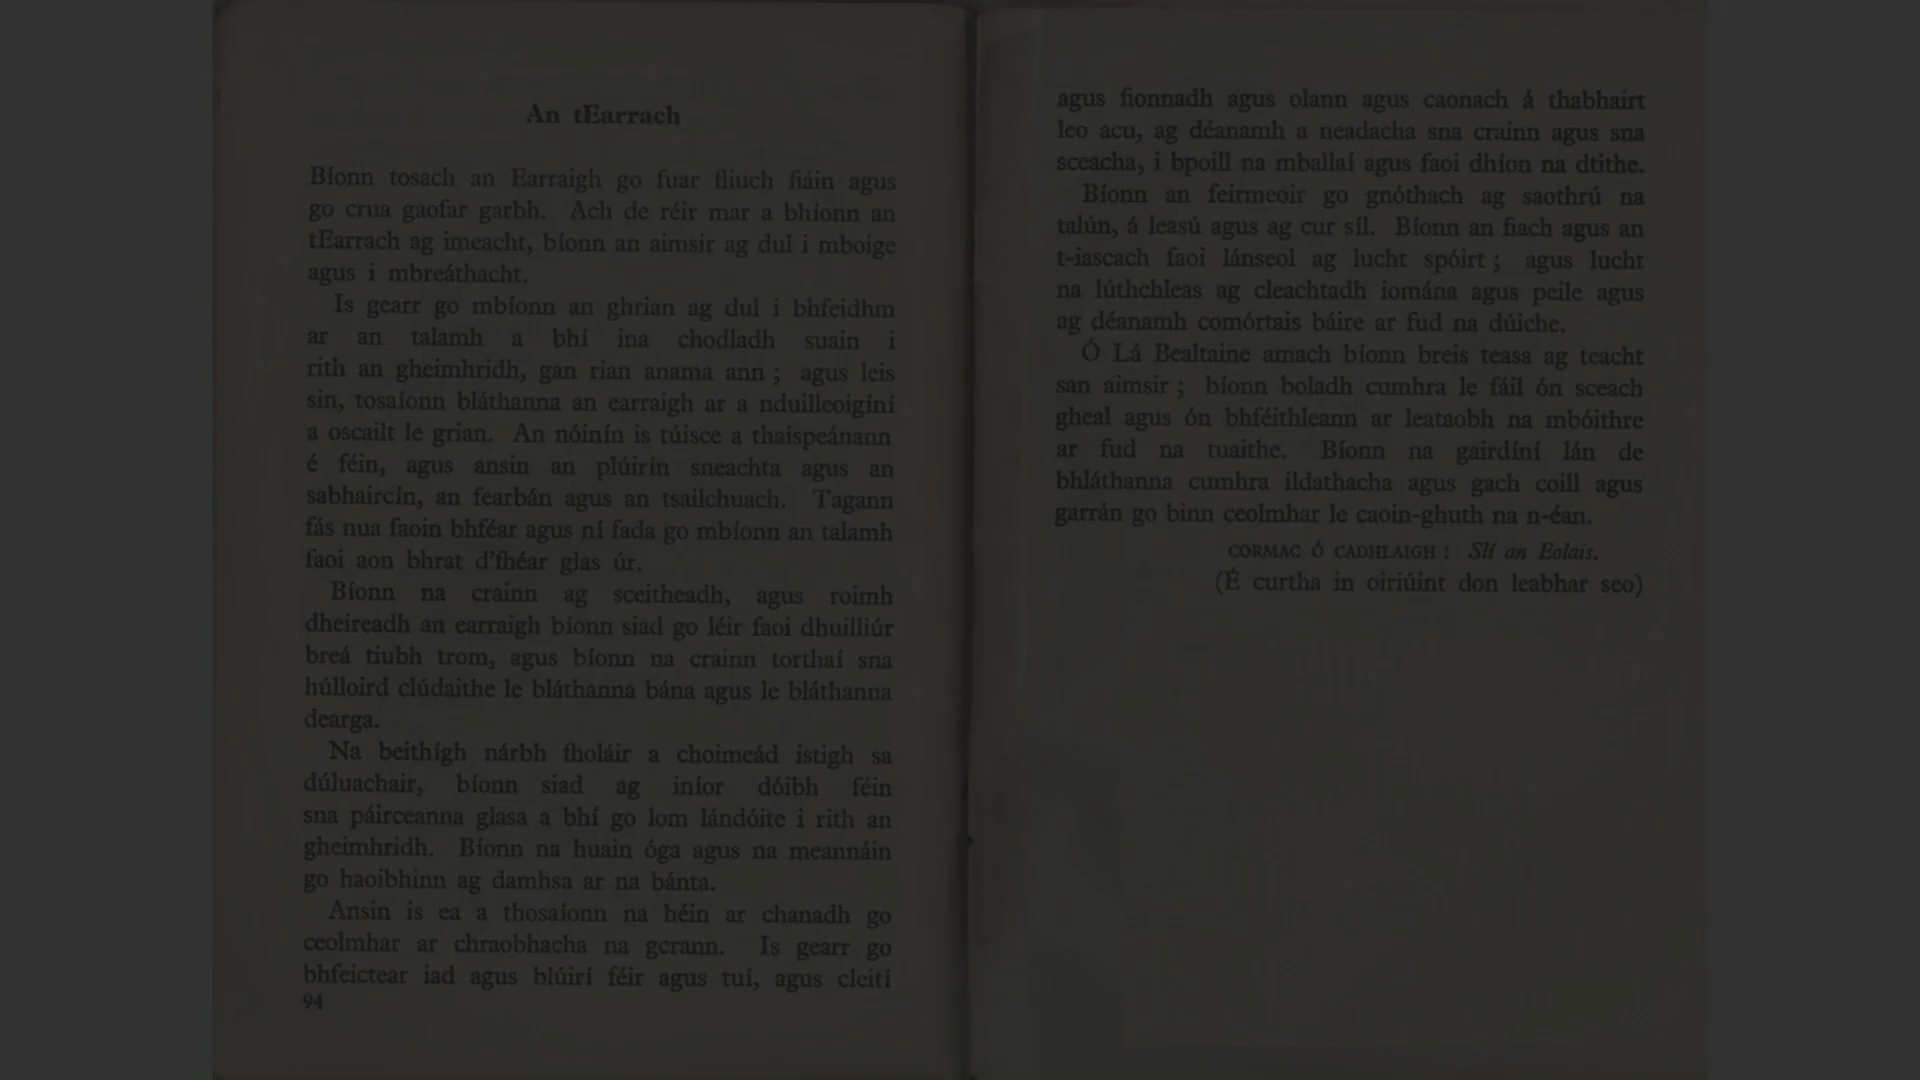 An tEarrach
Bíonn tosach an Earraigh go fuar fliuch fiáin agus
go crua gaofar garbh. Ach de réir mar a bhíonn an
tEarrach ag imeacht, bíonn an aimsir ag dul i mboige
agus i mbreáthacht.
Is gearr go mbíonn an ghrian ag dul i bhfeidhm
ar an talamh a bhí ina chodladh suain i
rith an gheimhridh, gan rian anama ann ; agus leis
sin, tosaíonn bláthanna an earraigh ar a nduilleoigíní
a oscailt le grian. An nóinín is túisce a thaispeánann
é féin, agus ansin an plúirín sneachta agus an
sabhaircín, an fearbán agus an tsailchuach. Tagann
fás nua faoin bhféar agus ní fada go mbíonn an talamh
faoi aon bhrat d'fhéar glas úr.
Bíonn na crainn ag sceitheadh, agus roimh
dheireadh an earraigh bíonn siad go léir faoi dhuilliúr
breá tiubh trom, agus bíonn na crainn torthaí sna
húlloird clúdaithe le bláthanna bána agus le bláthanna
dearga.
Na beithígh nárbh fholáir a choimeád istigh sa
dúluachair, bíonn siad ag iníor dóibh féin
sna páirceanna glasa a bhí go lom lándóite i rith an
gheimhridh. Bíonn na huain óga agus na meannáin
go haoibhinn ag damhsa ar na bánta.
Ansin is ea a thosaíonn na héin ar chanadh go
ceolmhar ar chraobhacha na gcrann. Is gearr go
bhfeictear iad agus blúirí féir agus tuí, agus cleití
94
agus fionnadh agus olann agus caonach á thabhairt
leo acu, ag déanamh a neadacha sna crainn agus sna
sceacha, i bpoill na mballaí agus faoi dhíon na dtithe.
Bíonn an feirmeoir go gnóthach ag saothrú na
talún, á leasú agus ag cur síl. Bíonn an fiach agus an
t-iascach faoi lánseol ag lucht spóirt ; agus lucht
na lúthchleas ag cleachtadh iomána agus peile agus
ag déanamh comórtais báire ar fud na dúiche.
Ó Lá Bealtaine amach bíonn breis teasa ag teacht
san aimsir ; bíonn boladh cumhra le fáil ón sceach
gheal agus ón bhféithleann ar leataobh na mbóithre
ar fud na tuaithe. Bíonn na gairdíní lán de
bhláthanna cumhra ildathacha agus gach coill agus
garrán go binn ceolmhar le caoin-ghuth na n-éan.
CORMAC Ó CADHLAIGH : Slí an Eolais.
(É curtha in oiriúint don leabhar seo)